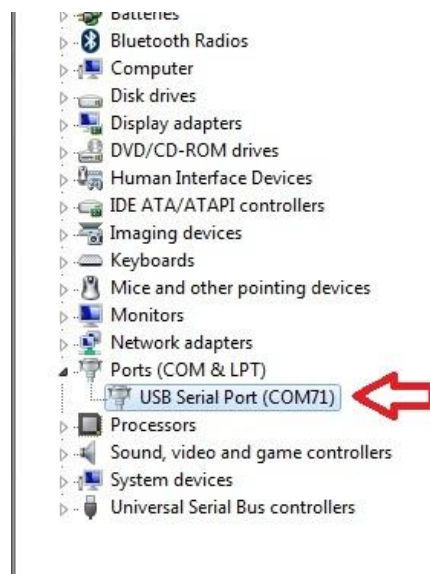 Batteries
Bluetooth Radios
Computer
Disk drives
Display adapters
DVD/CD-ROM drives
Human Interface Devices
IDE ATA/ATAPI controllers
Imaging devices
Keyboards
Mice and other pointing devices
Monitors
Network adapters
Ports (COM & LPT)
USB Serial Port (COM71)
Processors
Sound, video and game controllers
System devices
Universal Serial Bus controllers